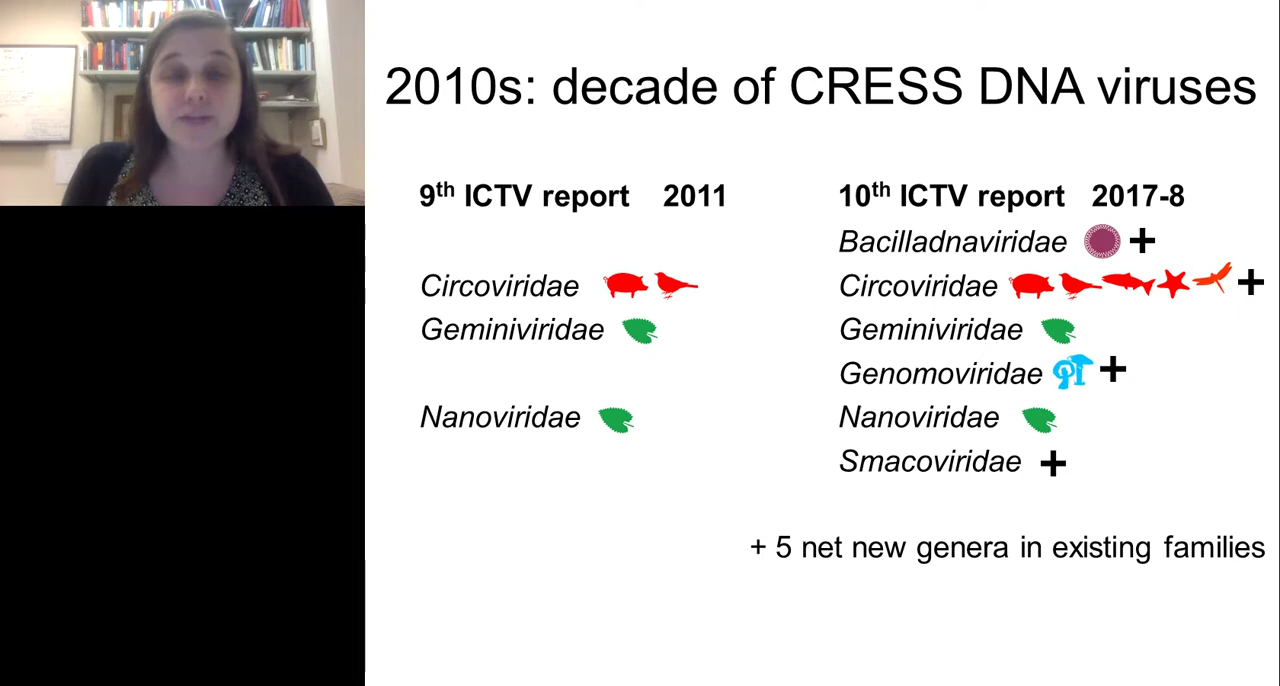 2010s: decade of CRESS DNA viruses
9th ICTV report 2011
Circoviridae
Geminiviridae
Nanoviridae
10th ICTV report 2017-8
Bacilladnaviridae +
Circoviridae +
Geminiviridae
Genomoviridae +
Nanoviridae
Smacoviridae +
+ 5 net new genera in existing families